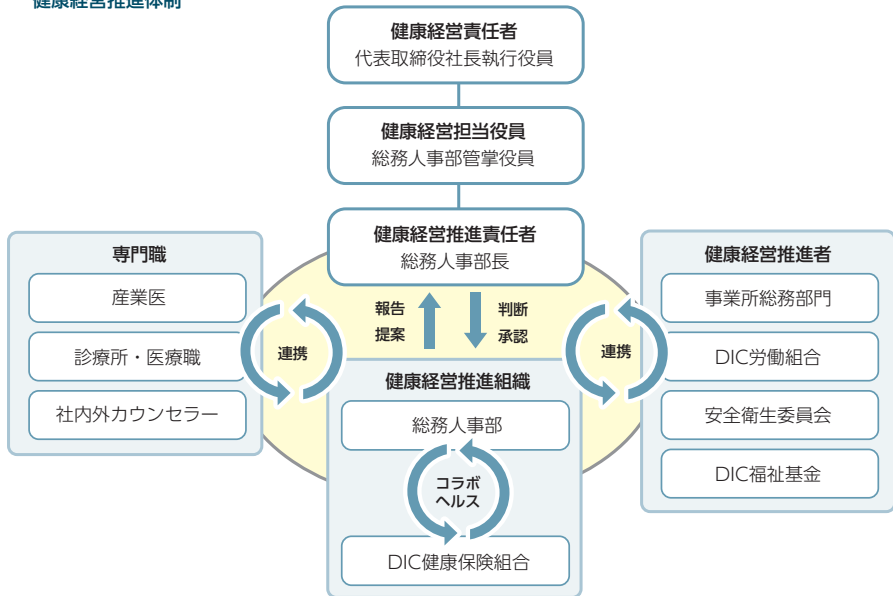 健康経営推進体制
健康経営責任者
代表取締役社長執行役員
健康経営担当役員
総務人事部管掌役員
健康経営推進責任者
総務人事部長
専門職
産業医
診療所・医療職
社内外カウンセラー
連携
報告
提案
判断
承認
連携
健康経営推進者
事業所総務部門
DIC労働組合
安全衛生委員会
DIC福祉基金
健康経営推進組織
総務人事部
コラボ
ヘルス
DIC健康保険組合